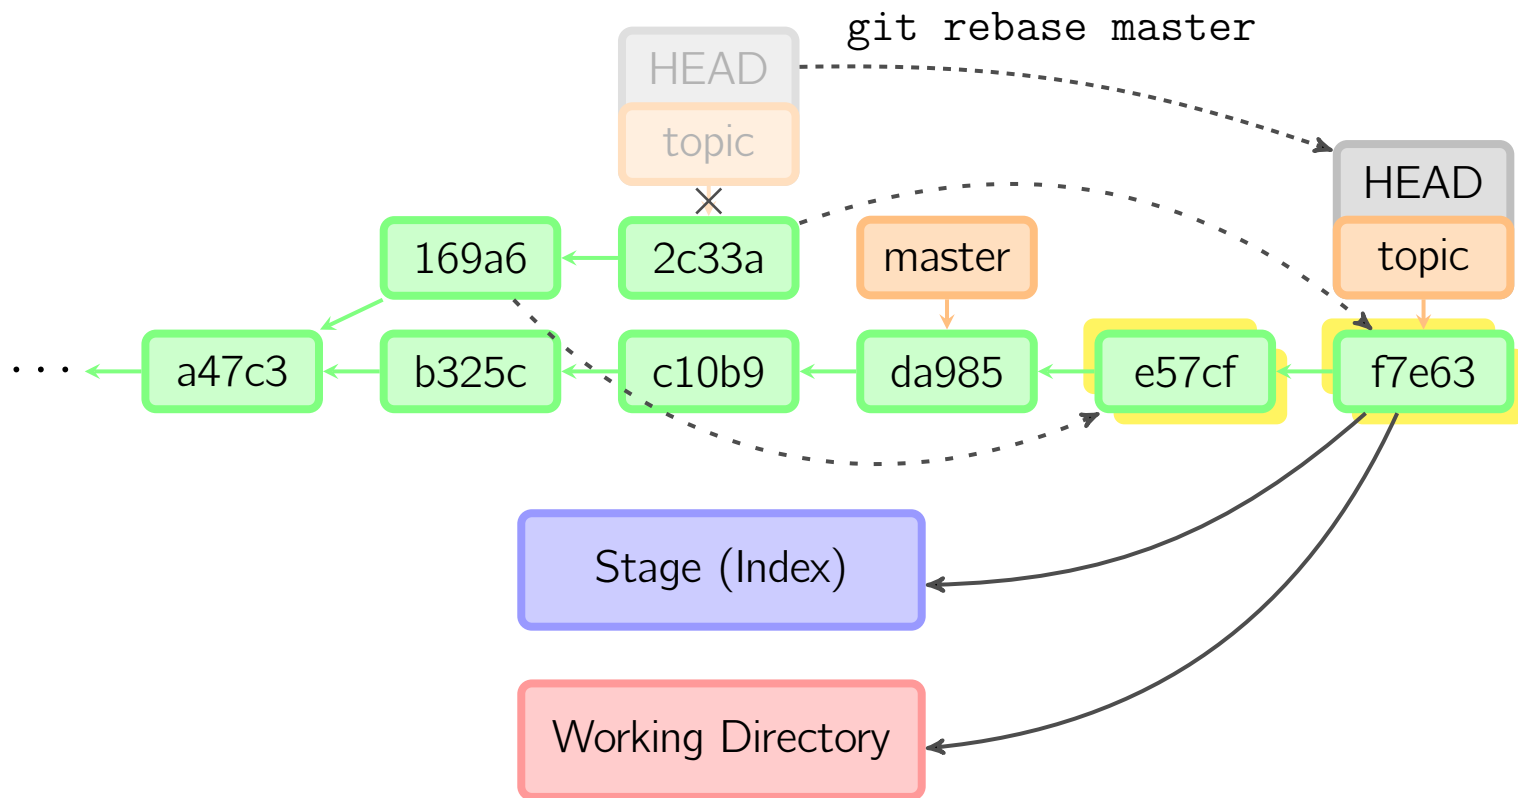 git rebase master
HEAD
topic
HEAD
169a6
2c33a
master
topic
...
a47c3
b325c
c10b9
da985
e57cf
f7e63
Stage (Index)
Working Directory